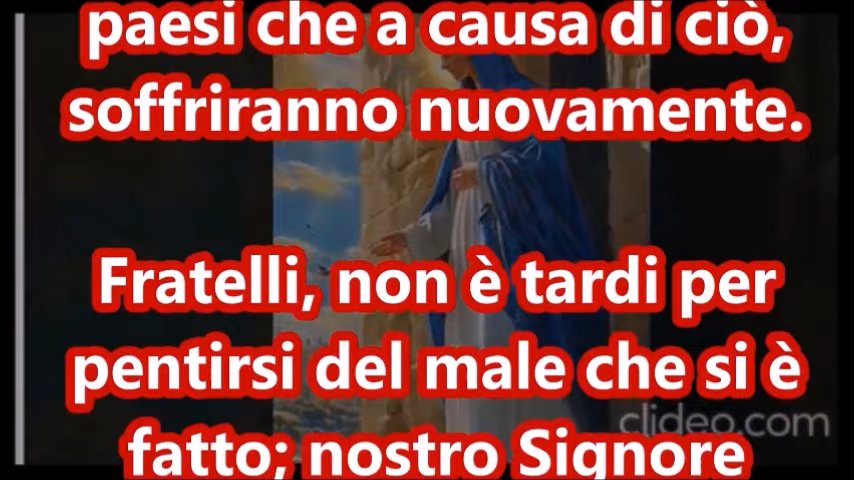 paesi che a causa di ciò,
soffriranno nuovamente.
Fratelli, non è tardi per
pentirsi del male che si è
clideo.com
fatto; nostro Signore